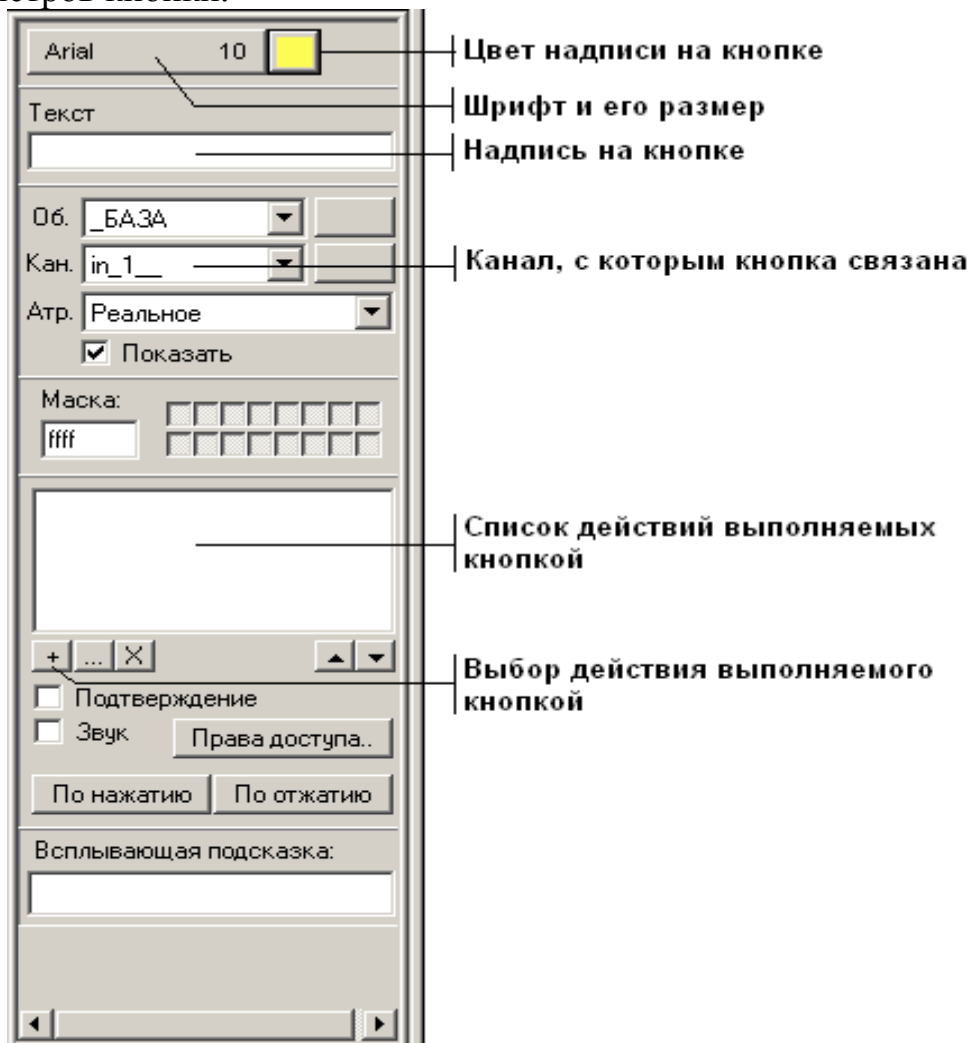 кнопки.
Arial 10
Цвет надписи на кнопке
Шрифт и его размер
Текст
Надпись на кнопке
Об. _БАЗА
Кан. in_1__
Канал, с которым кнопка связана
Атр. Реальное
Показать
Маска:
ffff
Список действий выполняемых
кнопкой
+ ... X
Выбор действия выполняемого
кнопкой
Подтверждение
Звук
Права доступа..
По нажатию По отжатию
Всплывающая подсказка: